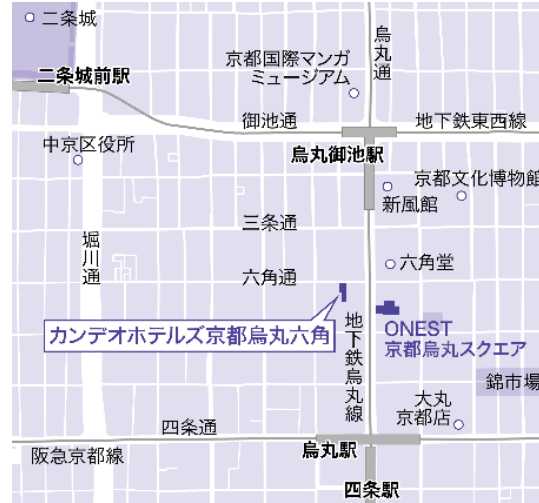 二条城
烏丸通
京都国際マンガ
ミュージアム
二条城前駅
御池通
地下鉄東西線
中京区役所
烏丸御池駅
京都文化博物館
新風館
三条通
堀川通
六角堂
六角通
カンデオホテルズ京都烏丸六角
地下鉄烏丸線
ONEST
京都烏丸スクエア
錦市場
大丸
京都店
四条通
烏丸駅
阪急京都線
四条駅